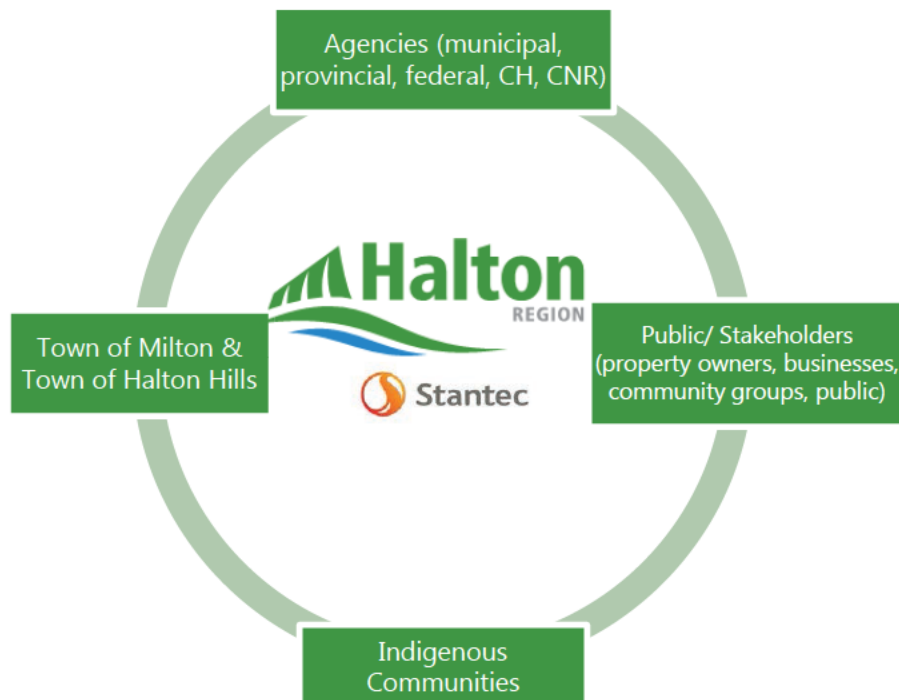 Agencies (municipal,
provincial, federal, CH, CNR)
Halton
REGION
Stantec
Town of Milton &
Town of Halton Hills
Public/ Stakeholders
(property owners, businesses,
community groups, public)
Indigenous
Communities